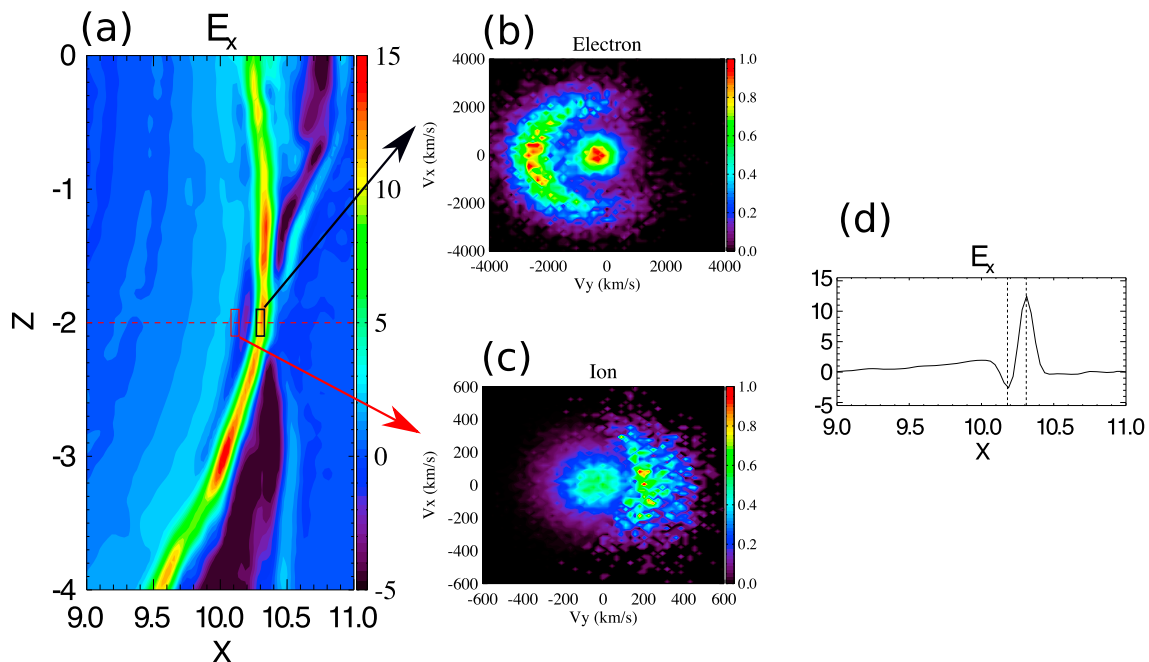 (a)
E_x
0
-1
-2
-3
-4
Z
9.0 9.5 10.0 10.5 11.0
X
15
10
5
0
-5
(b)
Electron
4000
2000
0
-2000
-4000
Vx (km/s)
-4000 -2000 0 2000 4000
Vy (km/s)
1.0
0.8
0.6
0.4
0.2
0.0
(c)
Ion
600
400
200
0
-200
-400
-600
Vx (km/s)
-600 -400 -200 0 200 400 600
Vy (km/s)
1.0
0.8
0.6
0.4
0.2
0.0
(d)
E_x
15
10
5
0
-5
9.0 9.5 10.0 10.5 11.0
X